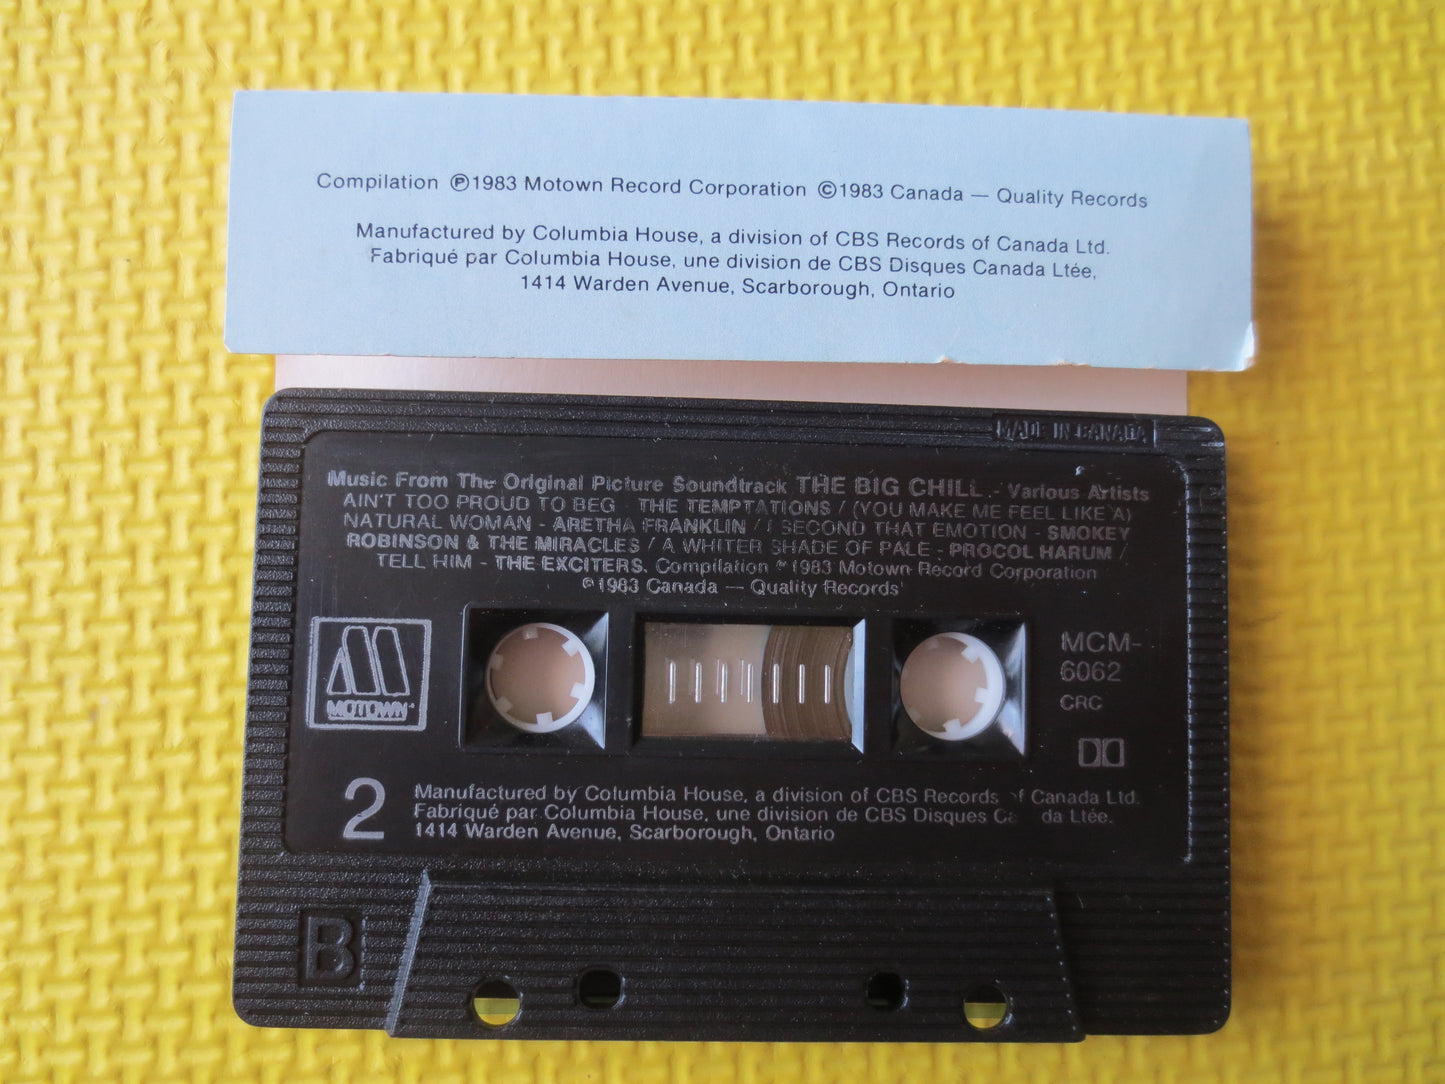 Compilation ℗1983 Motown Record Corporation ©1983 Canada — Quality Records
Manufactured by Columbia House, a division of CBS Records of Canada Ltd.
Fabriqué par Columbia House, une division de CBS Disques Canada Ltée,
1414 Warden Avenue, Scarborough, Ontario
MADE IN CANADA
Music From The Original Picture Soundtrack THE BIG CHILL - Various Artists
AIN'T TOO PROUD TO BEG - THE TEMPTATIONS / (YOU MAKE ME FEEL LIKE A)
NATURAL WOMAN - ARETHA FRANKLIN / I SECOND THAT EMOTION - SMOKEY
ROBINSON & THE MIRACLES / A WHITER SHADE OF PALE - PROCOL HARUM /
TELL HIM - THE EXCITERS. Compilation ℗1983 Motown Record Corporation
©1983 Canada — Quality Records
M
MOTOWN
MCM-
6062
CRC
2
Manufactured by Columbia House, a division of CBS Records of Canada Ltd.
Fabriqué par Columbia House, une division de CBS Disques Ca da Ltée.
1414 Warden Avenue, Scarborough, Ontario
B